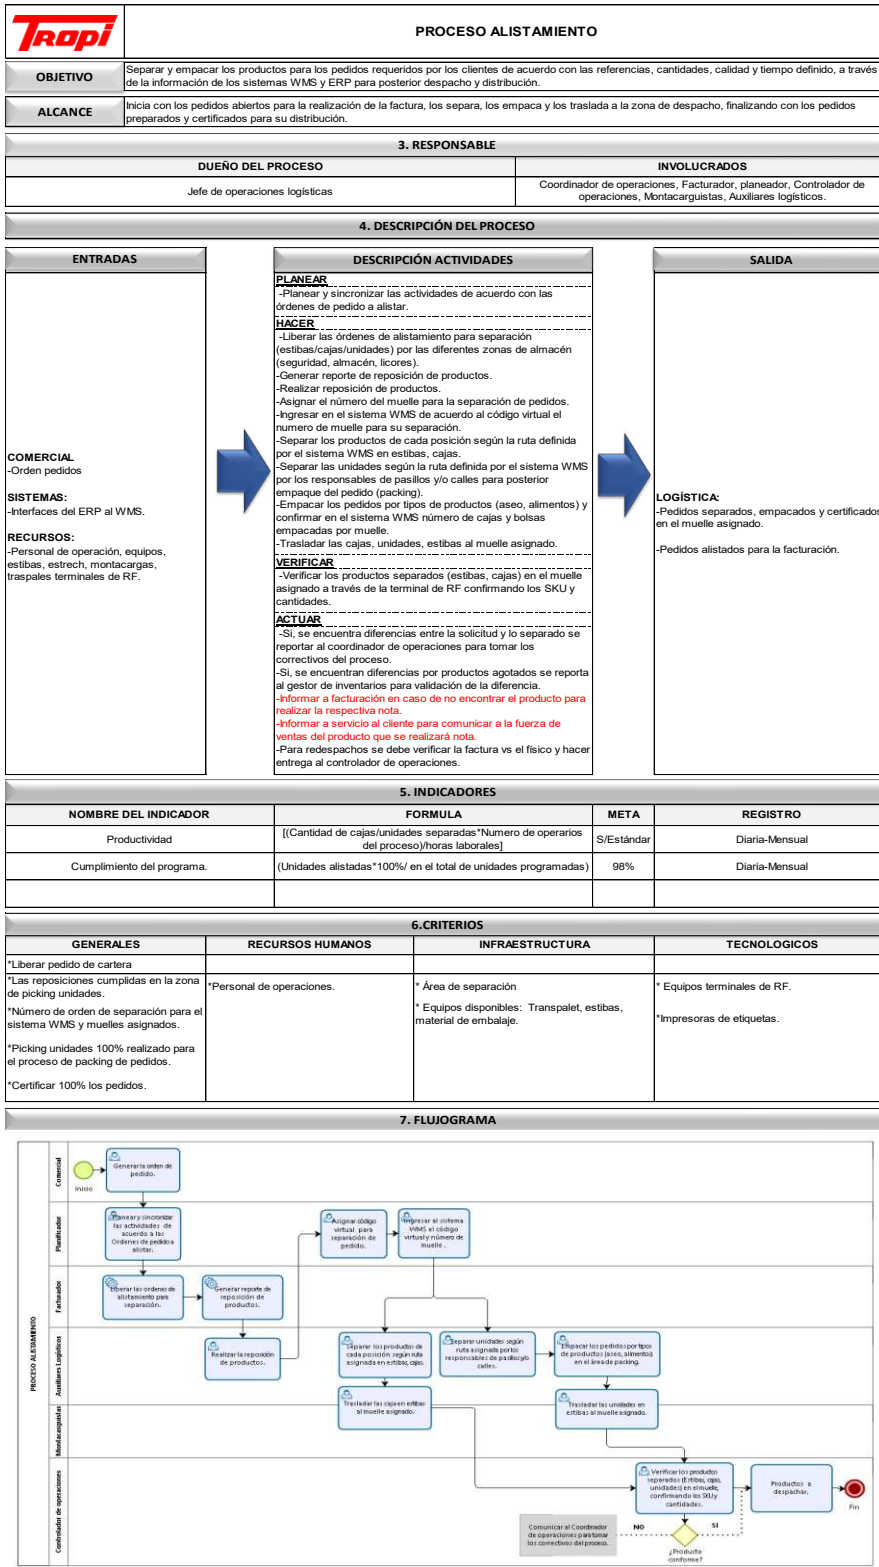 Tropi
PROCESO ALISTAMIENTO
OBJETIVO
Separar y empacar los productos para los pedidos requeridos por los clientes de acuerdo con las referencias, cantidades, calidad y tiempo definido, a través
de la información de los sistemas WMS y ERP para posterior despacho y distribución.
ALCANCE
Inicia con los pedidos abiertos para la realización de la factura, los separa, los empaca y los traslada a la zona de despacho, finalizando con los pedidos
preparados y certificados para su distribución.
3. RESPONSABLE
DUEÑO DEL PROCESO
INVOLUCRADOS
Jefe de operaciones logísticas
Coordinador de operaciones, Facturador, planeador, Controlador de
operaciones, Montacarguistas, Auxiliares logísticos.
4. DESCRIPCIÓN DEL PROCESO
ENTRADAS
COMERCIAL
-Orden pedidos
SISTEMAS:
-Interfaces del ERP al WMS.
RECURSOS:
-Personal de operación, equipos,
estibas, estrech, montacargas,
traspales terminales de RF.
DESCRIPCIÓN ACTIVIDADES
PLANEAR
-Planear y sincronizar las actividades de acuerdo con las
órdenes de pedido a alistar.
HACER
-Liberar las órdenes de alistamiento para separación
(estibas/cajas/unidades) por las diferentes zonas de almacén
(seguridad, almacén, licores).
-Generar reporte de reposición de productos.
-Realizar reposición de productos.
-Asignar el número del muelle para la separación de pedidos.
-Ingresar en el sistema WMS de acuerdo al código virtual el
numero de muelle para su separación.
-Separar los productos de cada posición según la ruta definida
por el sistema WMS en estibas, cajas.
-Separar las unidades según la ruta definida por el sistema WMS
por los responsables de pasillos y/o calles para posterior
empaque del pedido (packing).
-Empacar los pedidos por tipos de productos (aseo, alimentos) y
confirmar en el sistema WMS número de cajas y bolsas
empacadas por muelle.
-Trasladar las cajas, unidades, estibas al muelle asignado.
VERIFICAR
-Verificar los productos separados (estibas, cajas) en el muelle
asignado a través de la terminal de RF confirmando los SKU y
cantidades.
ACTUAR
-Si, se encuentra diferencias entre la solicitud y lo separado se
reportar al coordinador de operaciones para tomar los
correctivos del proceso.
-Si, se encuentran diferencias por productos agotados se reporta
al gestor de inventarios para validación de la diferencia.
-Informar a facturación en caso de no encontrar el producto para
realizar la respectiva nota.
-Informar a servicio al cliente para comunicar a la fuerza de
ventas del producto que se realizará nota.
-Para redespachos se debe verificar la factura vs el físico y hacer
entrega al controlador de operaciones.
SALIDA
LOGÍSTICA:
-Pedidos separados, empacados y certificados
en el muelle asignado.
-Pedidos alistados para la facturación.
5. INDICADORES
NOMBRE DEL INDICADOR
FORMULA
META
REGISTRO
Productividad
[(Cantidad de cajas/unidades separadas*Numero de operarios
del proceso)/horas laborales]
S/Estándar
Diaria-Mensual
Cumplimiento del programa.
(Unidades alistadas*100%/ en el total de unidades programadas)
98%
Diaria-Mensual
6.CRITERIOS
GENERALES
RECURSOS HUMANOS
INFRAESTRUCTURA
TECNOLOGICOS
*Liberar pedido de cartera
*Las reposiciones cumplidas en la zona
de picking unidades.
*Número de orden de separación para el
sistema WMS y muelles asignados.
*Picking unidades 100% realizado para
el proceso de packing de pedidos.
*Certificar 100% los pedidos.
*Personal de operaciones.
* Área de separación
* Equipos disponibles: Transpalet, estibas,
material de embalaje.
* Equipos terminales de RF.
*Impresoras de etiquetas.
7. FLUJOGRAMA
PROCESO ALISTAMIENTO
Comercial
Inicio
Generar la orden de
pedido.
Planificador
Planear y sincronizar
las actividades de
acuerdo a las
Ordenes de pedido a
alistar.
Asignar código
virtual para
separación de
pedido.
Ingresar al sistema
WMS el código
virtual y número de
muelle .
Facturador
Liberar las ordenes de
alistamiento para
separación.
Generar reporte de
reposición de
productos.
Auxiliares Logísticos
Realizar la reposición
de productos.
Separar los productos de
cada posición según ruta
asignada en estibas, cajas.
Separar unidades según
ruta asignada por los
responsables de pasillos y/o
calles.
Empacar los pedidos por tipos
de productos (aseo, alimentos)
en el área de packing.
Trasladar las caja en estibas
al muelle asignado.
Trasladar las unidades en
estibas al muelle asignado.
Montacarguistas
Controlador de operaciones
Verificar los productos
separados (Estibas, cajas,
unidades) en el muelle,
confirmando los SKU y
cantidades.
Productos a
despachar.
Fin
Comunicar al Coordinador
de operaciones para tomar
los correctivos del proceso.
NO
SI
¿Producto
conforme?